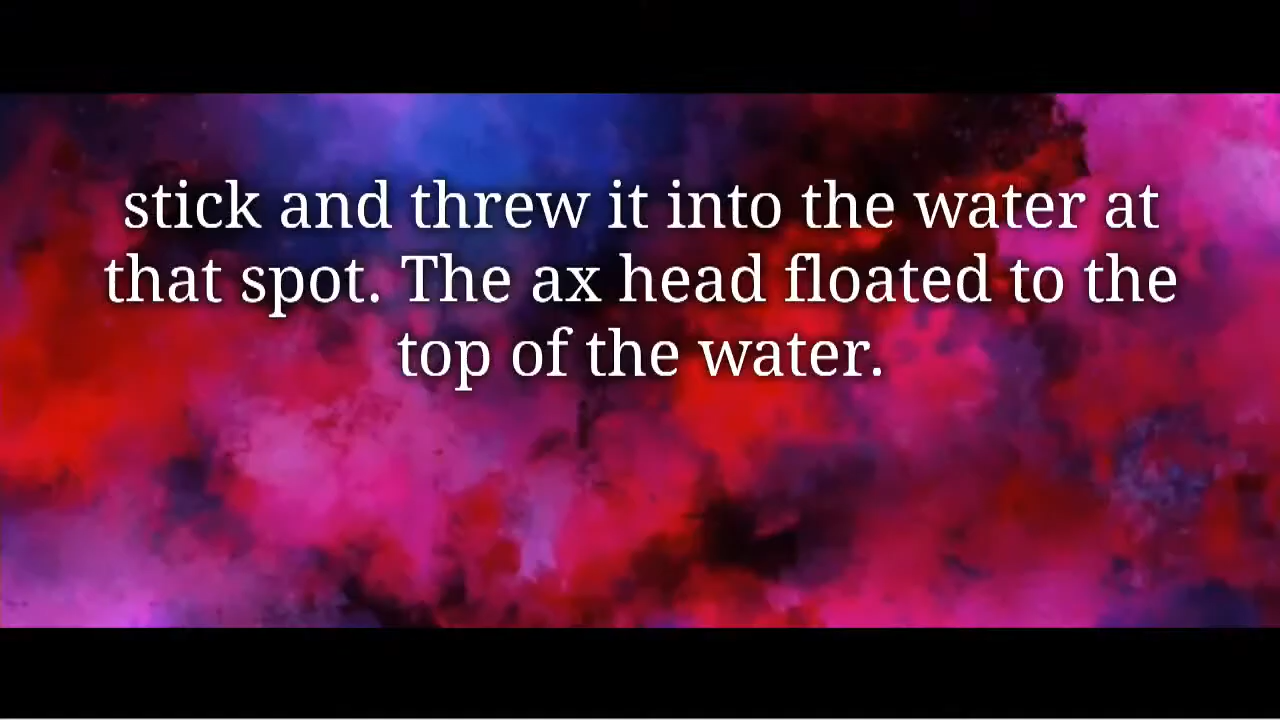 stick and threw it into the water at
that spot. The ax head floated to the
top of the water.